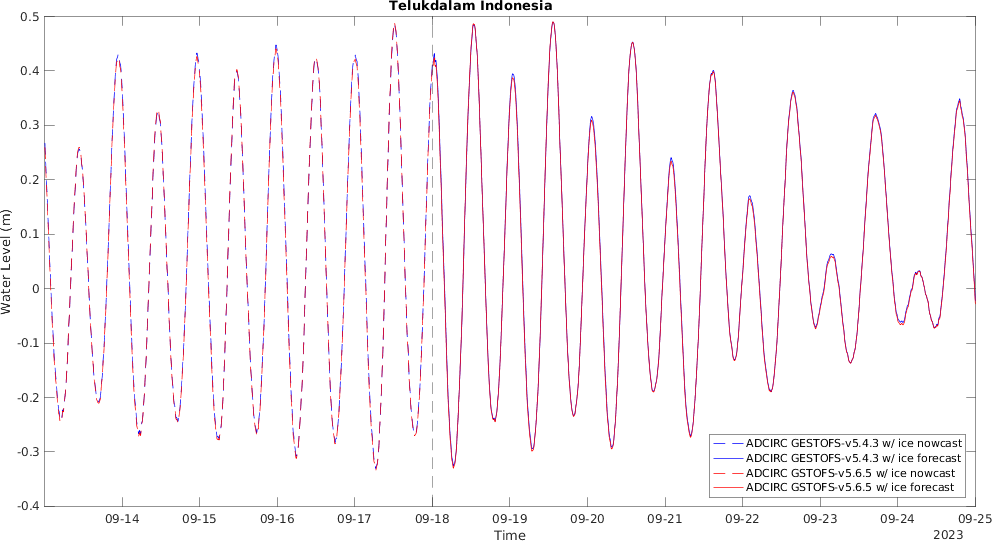 Telukdalam Indonesia
0.5
0.4
0.3
0.2
0.1
0
-0.1
-0.2
-0.3
-0.4
Water Level (m)
ADCIRC GESTOFS-v5.4.3 w/ ice nowcast
ADCIRC GESTOFS-v5.4.3 w/ ice forecast
ADCIRC GSTOFS-v5.6.5 w/ ice nowcast
ADCIRC GSTOFS-v5.6.5 w/ ice forecast
09-14 09-15 09-16 09-17 09-18 09-19 09-20 09-21 09-22 09-23 09-24 09-25
Time
2023